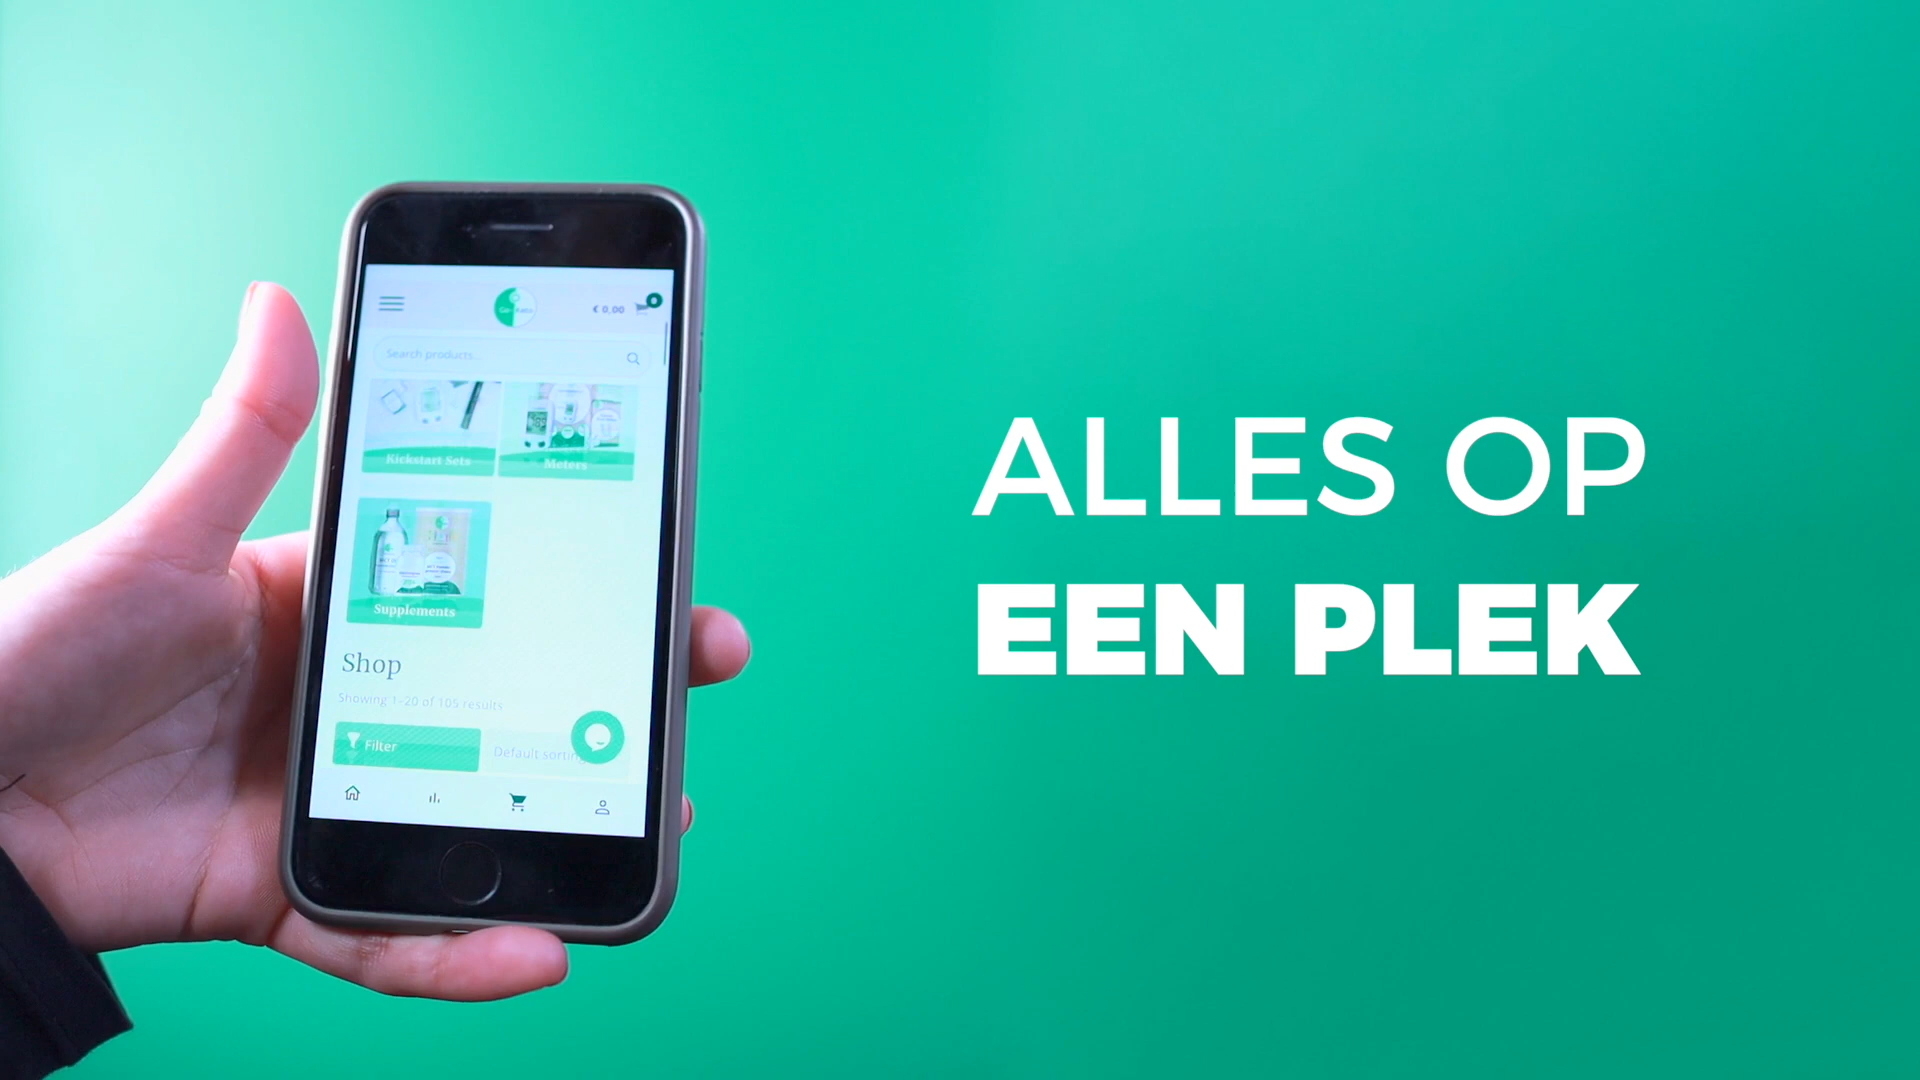 € 0,00
0
Search products...
Kickstart Sets
Meters
Supplements
Shop
Showing 1-20 of 105 results
Filter
Default sorting
ALLES OP
EEN PLEK